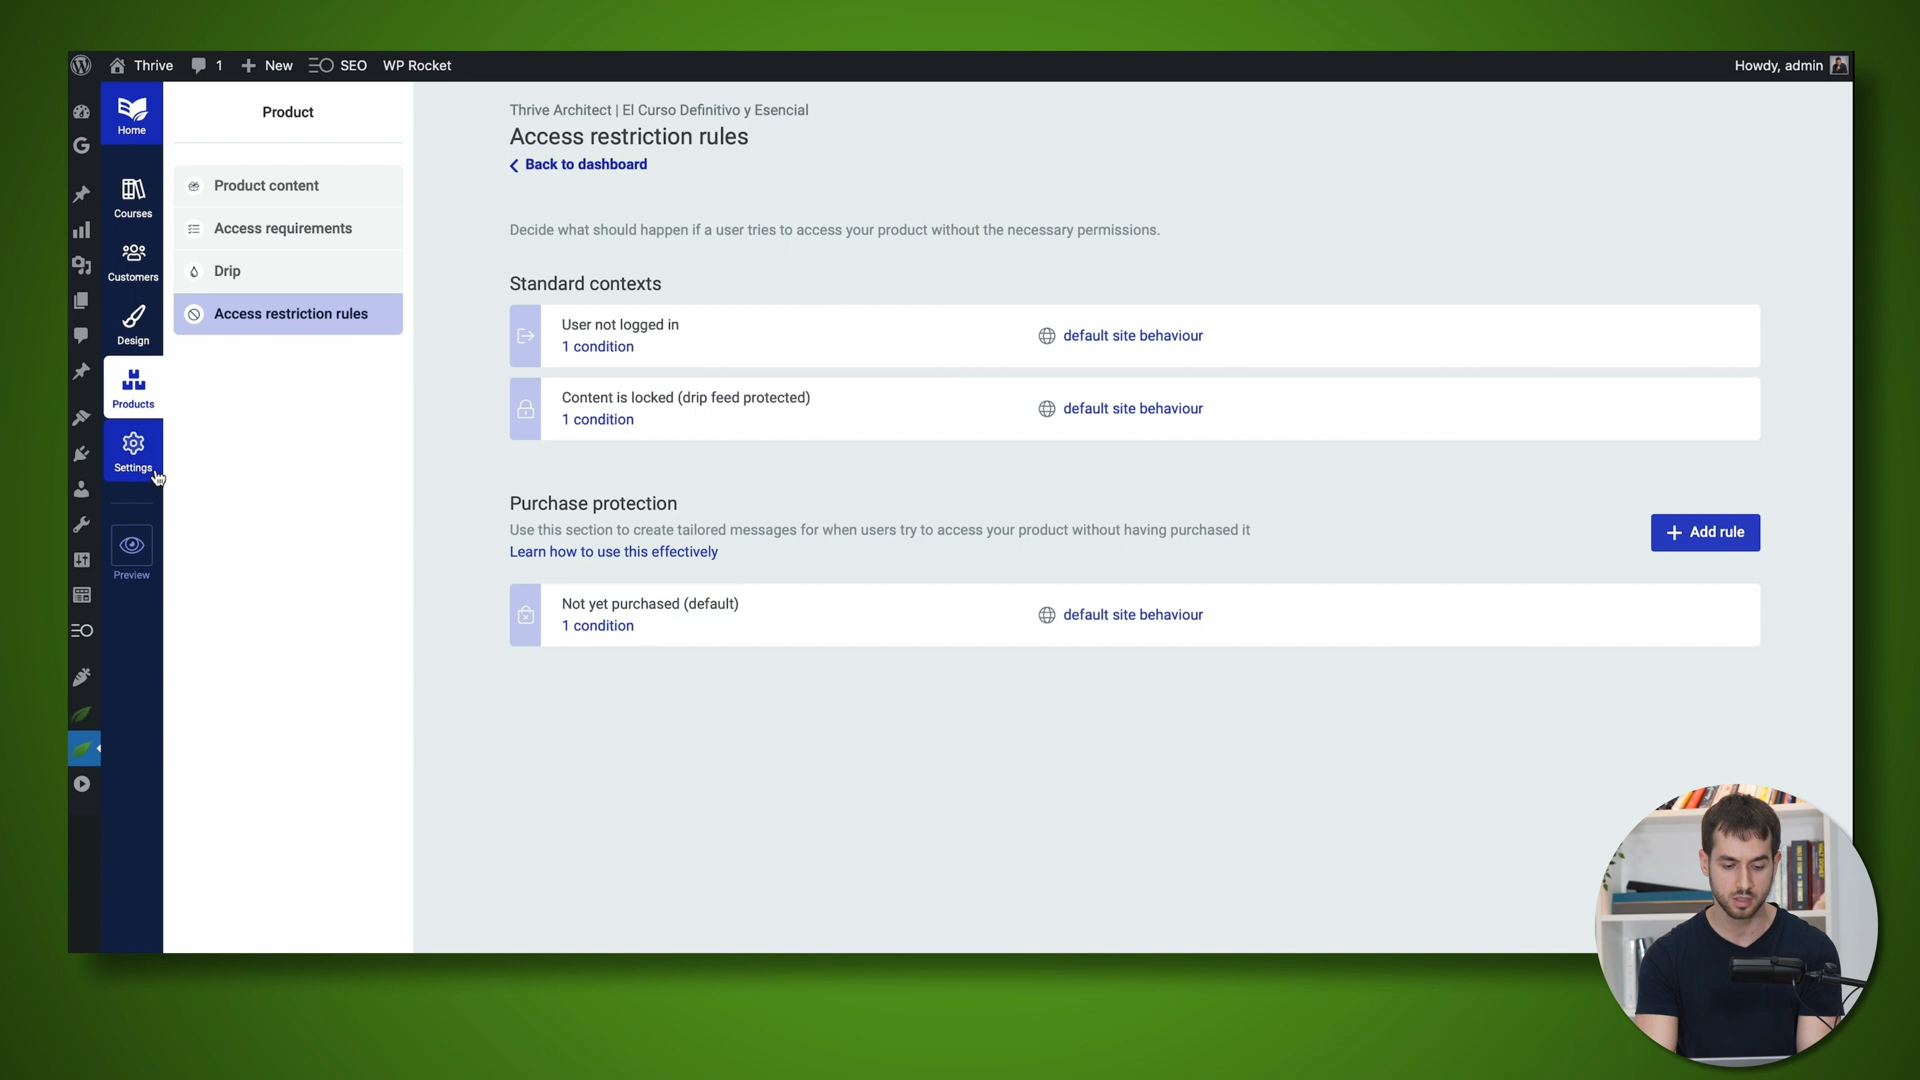 Thrive
1
New
SEO
WP Rocket
Howdy, admin
Home
Courses
Customers
Design
Products
Settings
Preview
Product
Product content
Access requirements
Drip
Access restriction rules
Thrive Architect | El Curso Definitivo y Esencial
Access restriction rules
Back to dashboard
Decide what should happen if a user tries to access your product without the necessary permissions.
Standard contexts
User not logged in
1 condition
default site behaviour
Content is locked (drip feed protected)
1 condition
default site behaviour
Purchase protection
Use this section to create tailored messages for when users try to access your product without having purchased it
Learn how to use this effectively
Add rule
Not yet purchased (default)
1 condition
default site behaviour